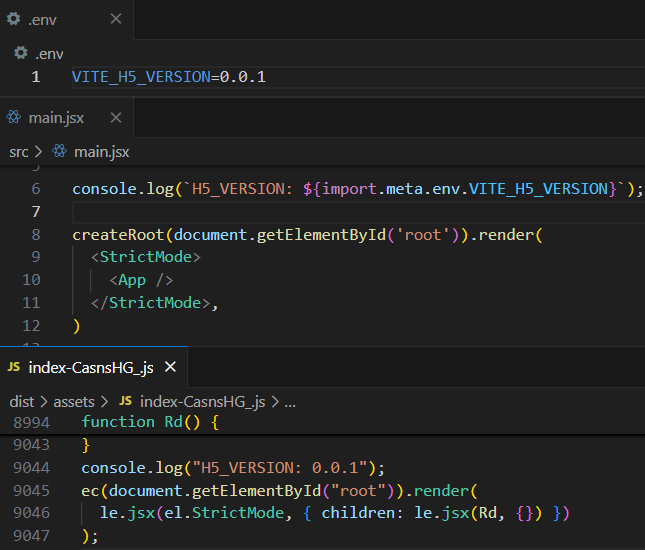 .env
.env
1 VITE_H5_VERSION=0.0.1
main.jsx
src > main.jsx
6 console.log(`H5_VERSION: ${import.meta.env.VITE_H5_VERSION}`);
7
8 createRoot(document.getElementById('root')).render(
9 <StrictMode>
10 <App />
11 </StrictMode>,
12 )
JS index-CasnsHG_.js
dist > assets > JS index-CasnsHG_.js > ...
8994 function Rd() {
9043 }
9044 console.log("H5_VERSION: 0.0.1");
9045 ec(document.getElementById("root")).render(
9046 le.jsx(el.StrictMode, { children: le.jsx(Rd, {}) })
9047 );